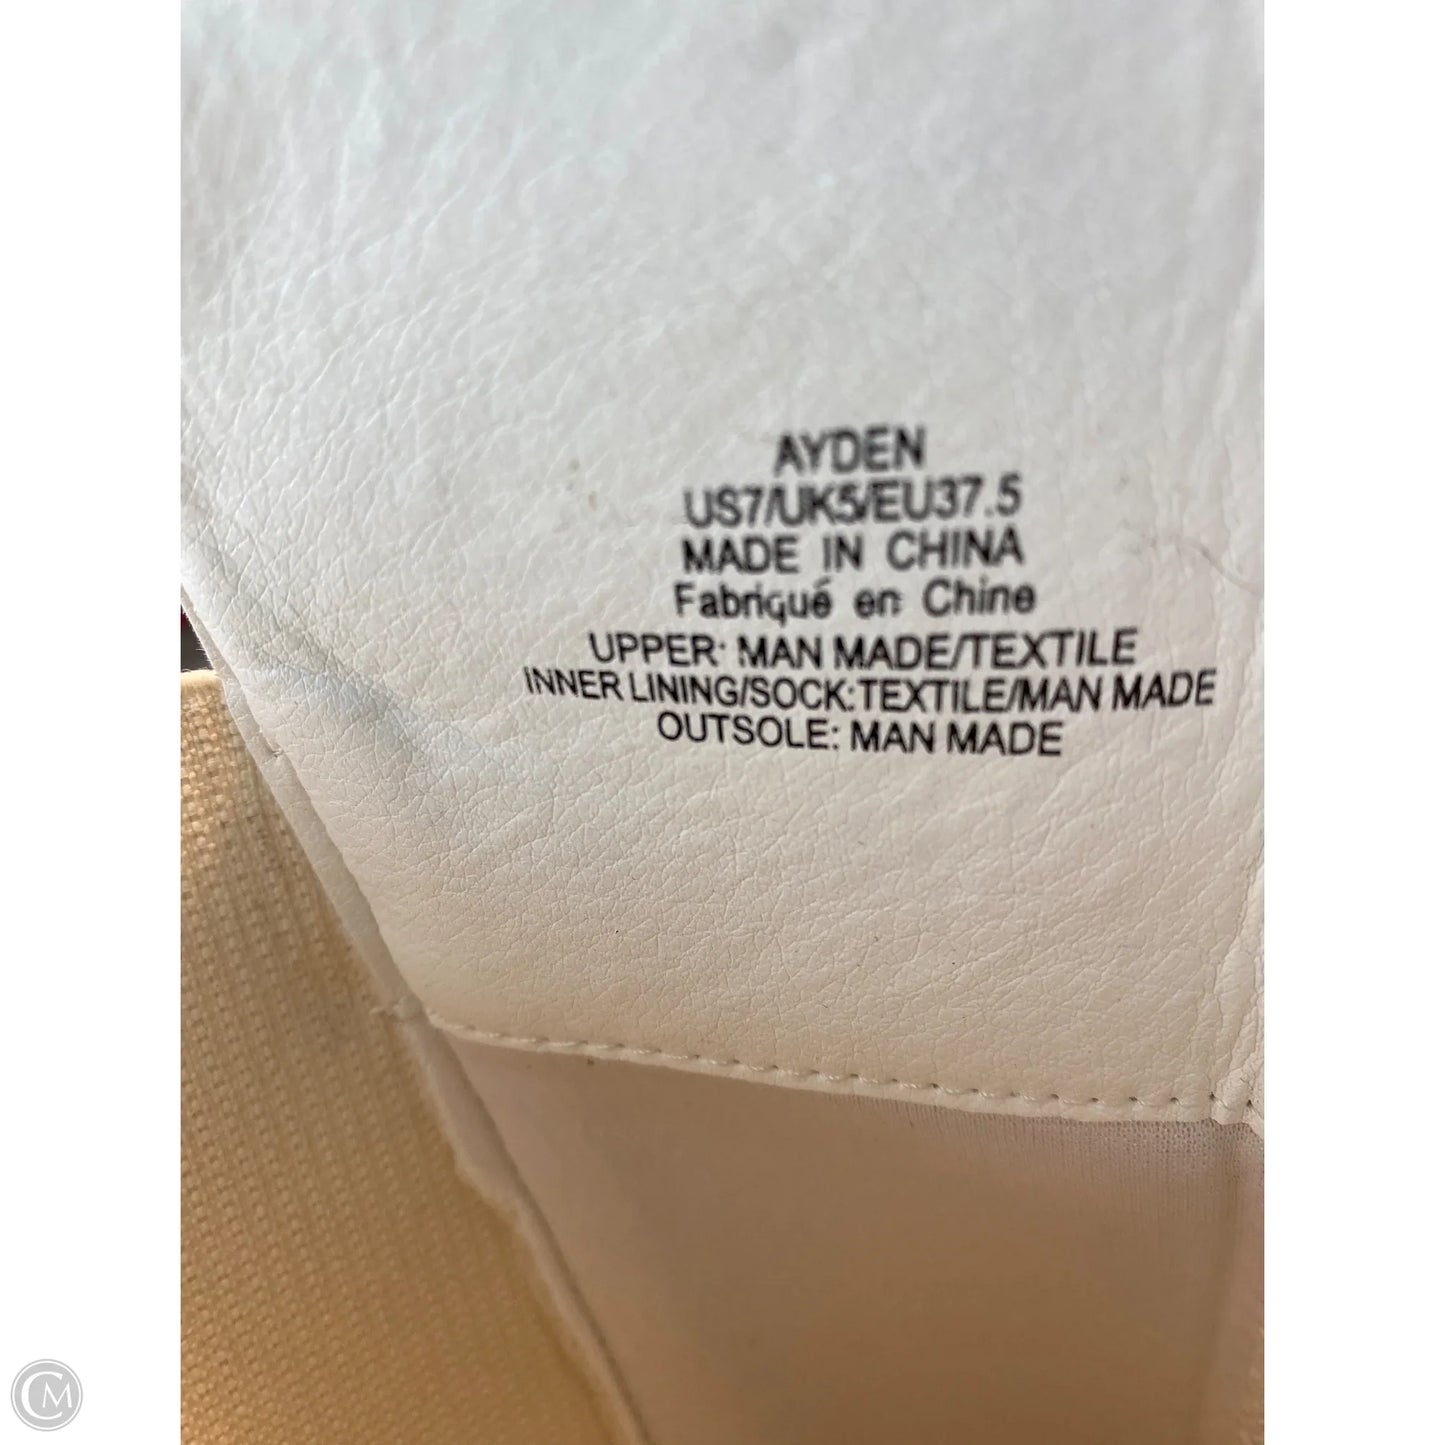 AYDEN
US7/UK5/EU37.5
MADE IN CHINA
Fabriqué en Chine
UPPER: MAN MADE/TEXTILE
INNER LINING/SOCK:TEXTILE/MAN MADE
OUTSOLE: MAN MADE
CM